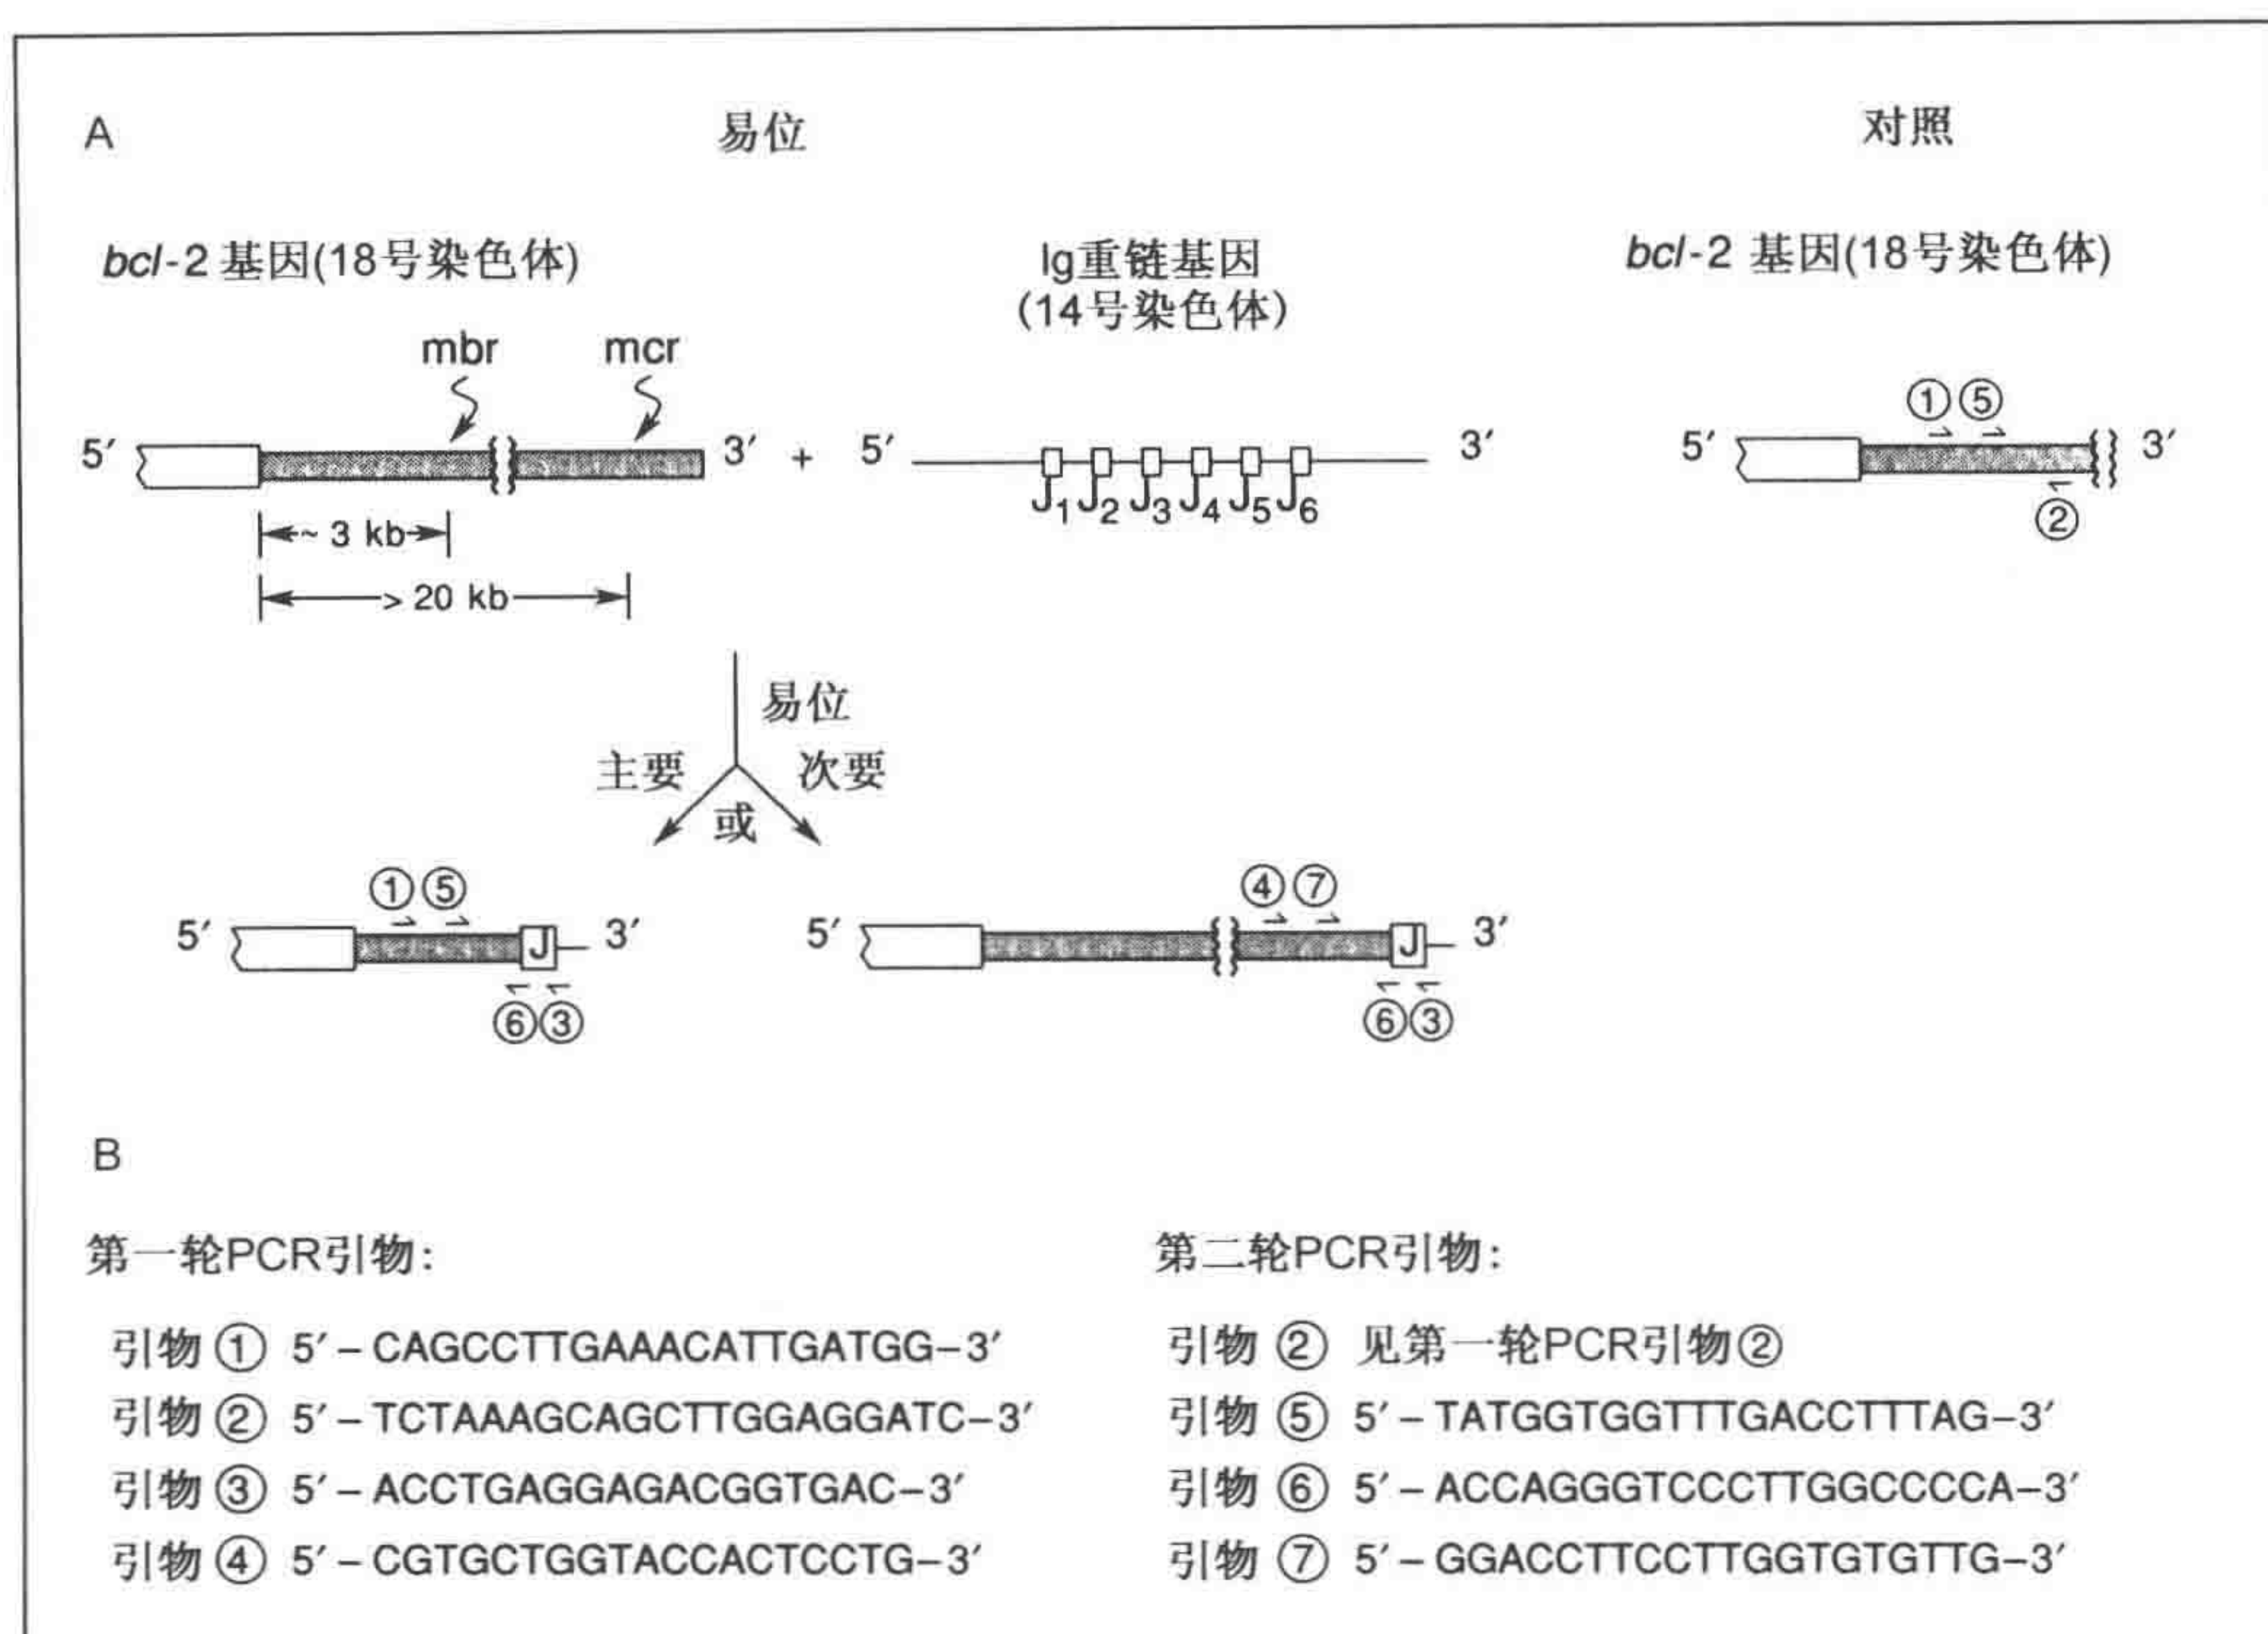 A 易位 对照
bcl-2 基因(18号染色体) Ig重链基因 bcl-2 基因(18号染色体)
(14号染色体)
mbr mcr
① ⑤
5′ 3′ + 5′ 3′ 5′ 3′
J1 J2 J3 J4 J5 J6
②
~ 3 kb
> 20 kb
易位
主要 次要
或
① ⑤ ④ ⑦
5′ J 3′ 5′ J 3′
⑥ ③ ⑥ ③
B
第一轮PCR引物:
引物 ① 5′ – CAGCCTTGAAACATTGATGG–3′
引物 ② 5′ – TCTAAAGCAGCTTGGAGGATC–3′
引物 ③ 5′ – ACCTGAGGAGACGGTGAC–3′
引物 ④ 5′ – CGTGCTGGTACCACTCCTG–3′
第二轮PCR引物:
引物 ② 见第一轮PCR引物②
引物 ⑤ 5′ – TATGGTGGTTTGACCTTTAG–3′
引物 ⑥ 5′ – ACCAGGGTCCCTTGGCCCCA–3′
引物 ⑦ 5′ – GGACCTTCCTTGGTGTGTTG–3′